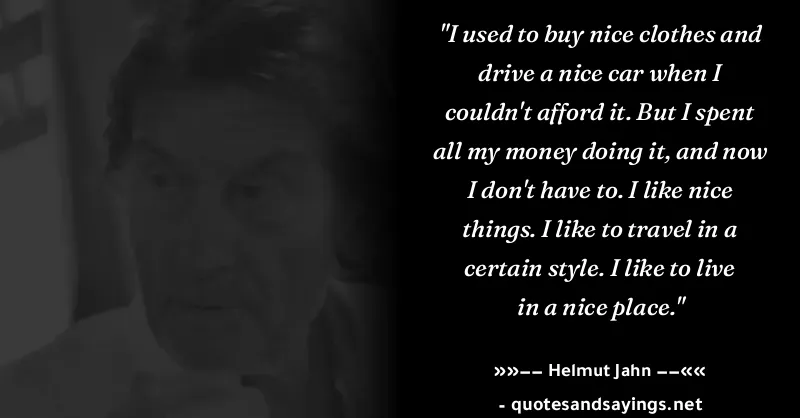 "I used to buy nice clothes and
drive a nice car when I
couldn't afford it. But I spent
all my money doing it, and now
I don't have to. I like nice
things. I like to travel in a
certain style. I like to live
in a nice place."
»»−− Helmut Jahn −−««
- quotesandsayings.net